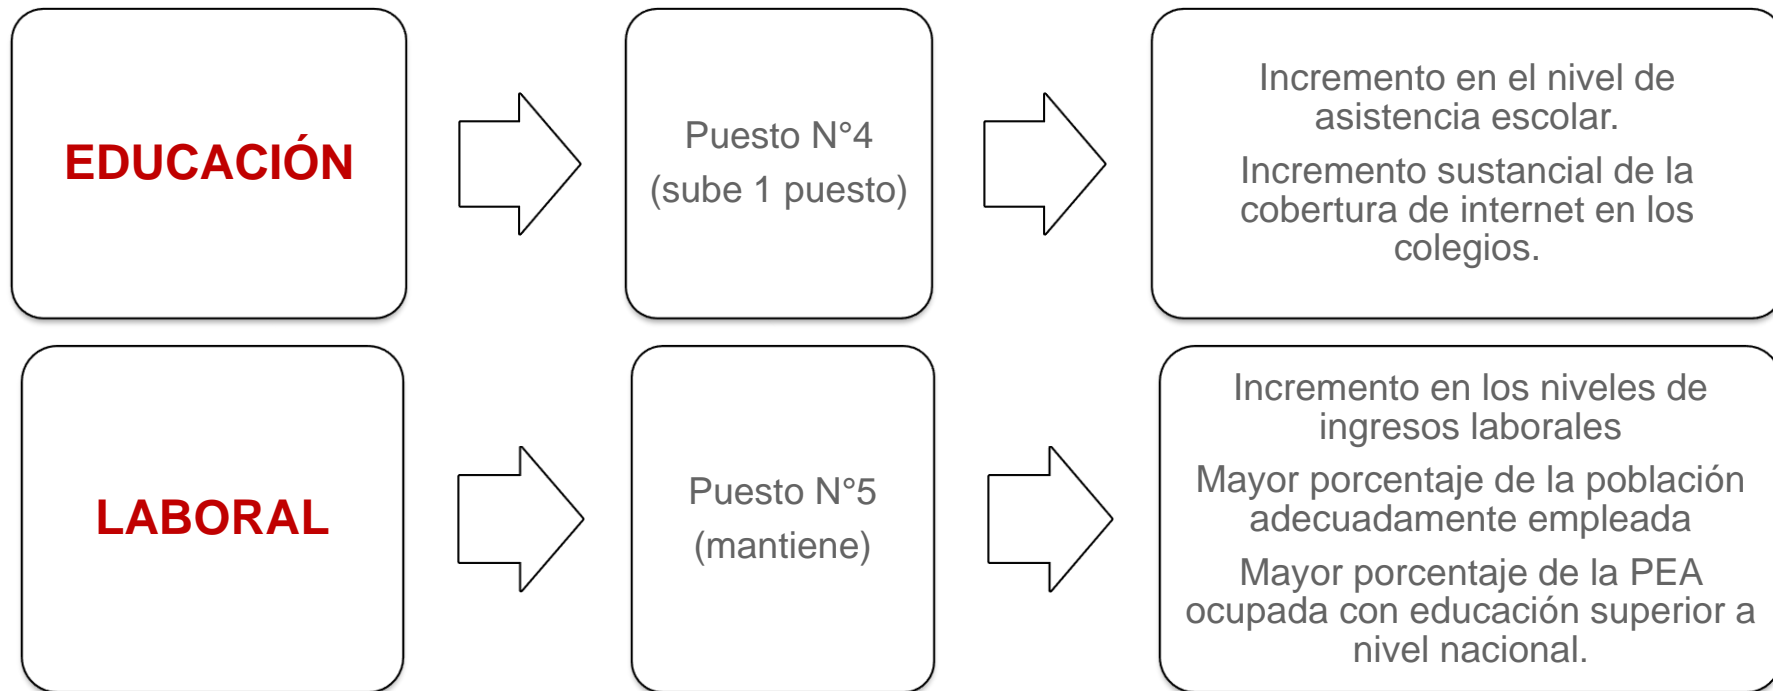 EDUCACIÓN
Puesto N°4
(sube 1 puesto)
Incremento en el nivel de
asistencia escolar.
Incremento sustancial de la
cobertura de internet en los
colegios.
LABORAL
Puesto N°5
(mantiene)
Incremento en los niveles de
ingresos laborales
Mayor porcentaje de la población
adecuadamente empleada
Mayor porcentaje de la PEA
ocupada con educación superior a
nivel nacional.